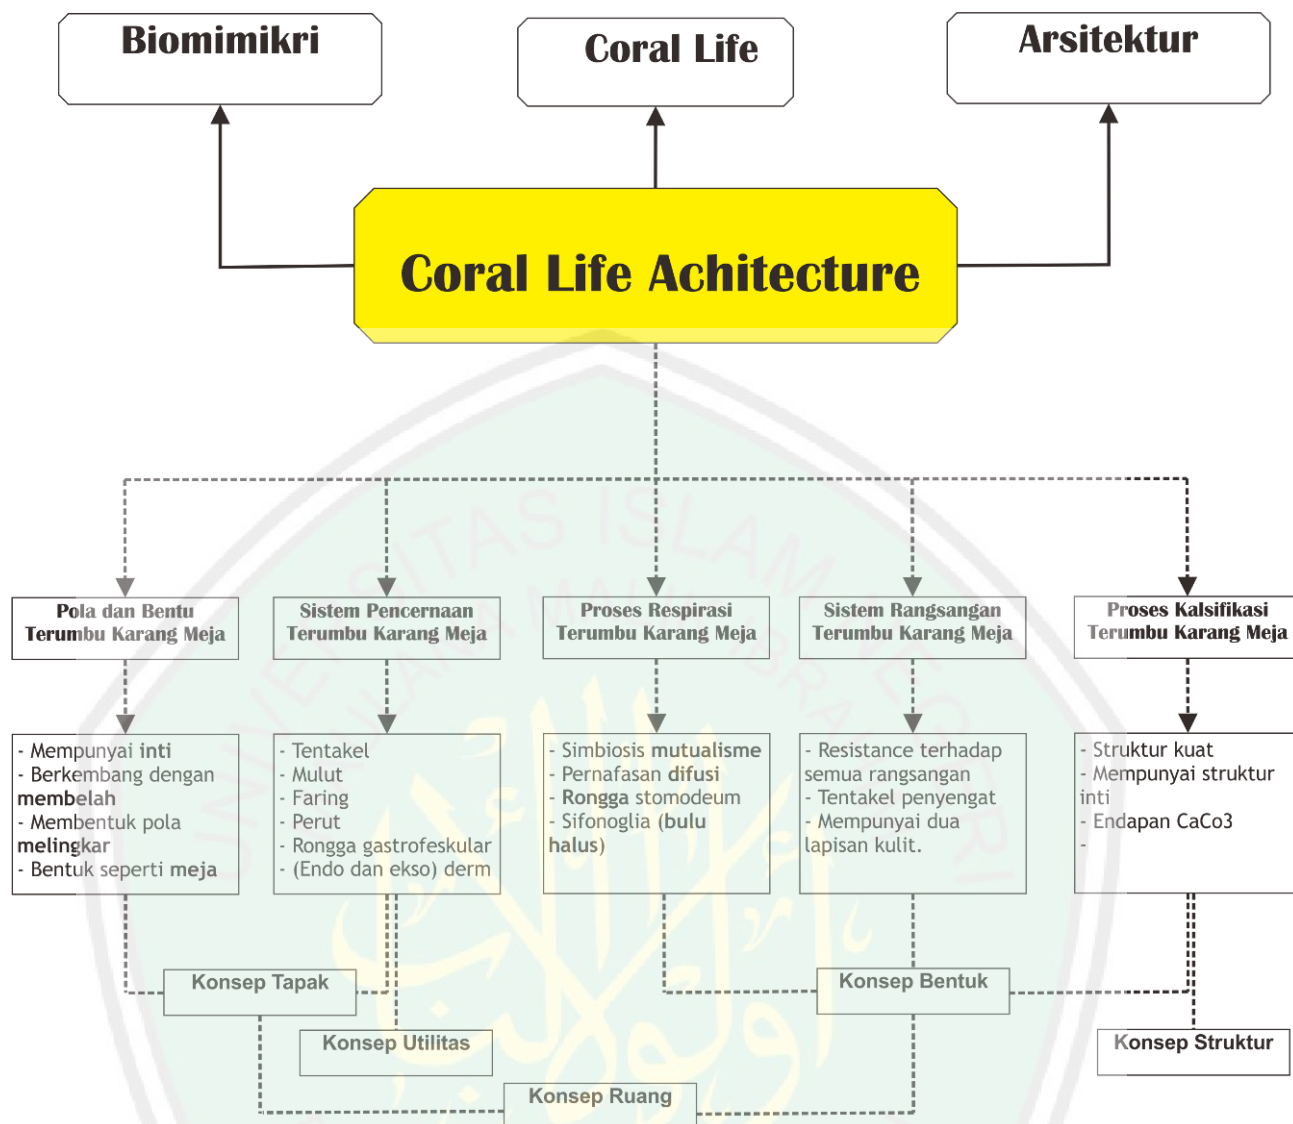 Biomimikri
Coral Life
Arsitektur
Coral Life Achitecture
Pola dan Bentu
Terumbu Karang Meja
Sistem Pencernaan
Terumbu Karang Meja
Proses Respirasi
Terumbu Karang Meja
Sistem Rangsangan
Terumbu Karang Meja
Proses Kalsifikasi
Terumbu Karang Meja
- Mempunyai inti
- Berkembang dengan
membelah
- Membentuk pola
melingkar
- Bentuk seperti meja
- Tentakel
- Mulut
- Faring
- Perut
- Rongga gastrofeskular
- (Endo dan ekso) derm
- Simbiosis mutualisme
- Pernafasan difusi
- Rongga stomodeum
- Sifonoglia (bulu
halus)
- Resistance terhadap
semua rangsangan
- Tentakel penyengat
- Mempunyai dua
lapisan kulit.
- Struktur kuat
- Mempunyai struktur
inti
- Endapan CaCo3
-
Konsep Tapak
Konsep Bentuk
Konsep Utilitas
Konsep Struktur
Konsep Ruang